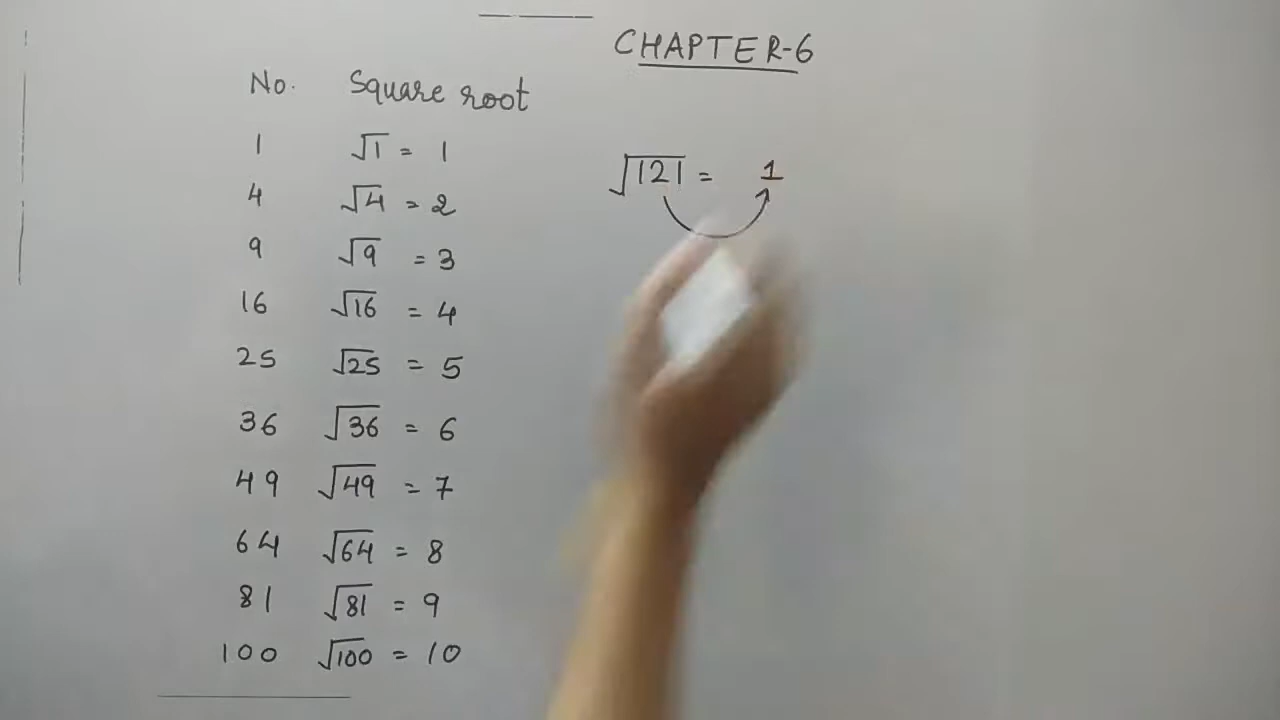 CHAPTER-6
No. Square root
1 √1 = 1
4 √4 = 2
9 √9 = 3
16 √16 = 4
25 √25 = 5
36 √36 = 6
49 √49 = 7
64 √64 = 8
81 √81 = 9
100 √100 = 10
√121 = 1